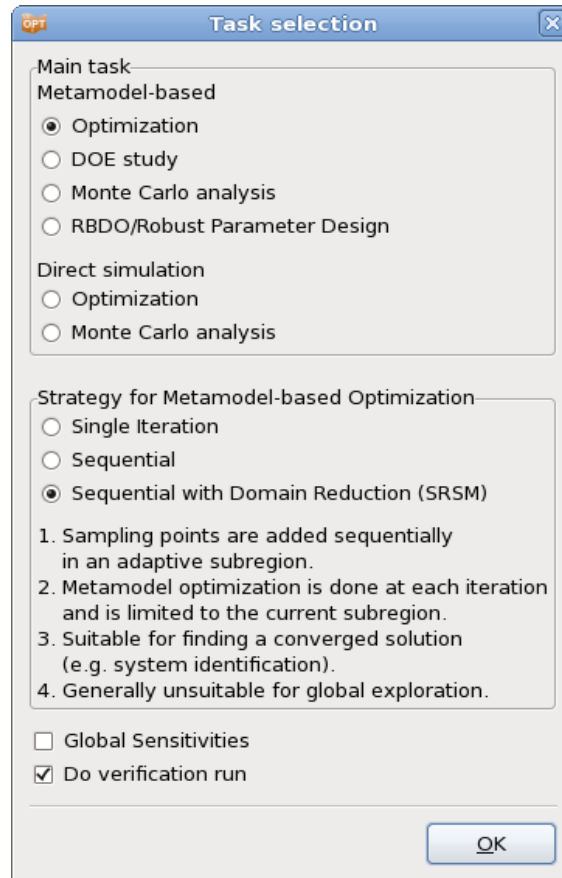 OPT
Task selection
Main task
Metamodel-based
Optimization
DOE study
Monte Carlo analysis
RBDO/Robust Parameter Design
Direct simulation
Optimization
Monte Carlo analysis
Strategy for Metamodel-based Optimization
Single Iteration
Sequential
Sequential with Domain Reduction (SRSM)
1. Sampling points are added sequentially
in an adaptive subregion.
2. Metamodel optimization is done at each iteration
and is limited to the current subregion.
3. Suitable for finding a converged solution
(e.g. system identification).
4. Generally unsuitable for global exploration.
Global Sensitivities
Do verification run
OK